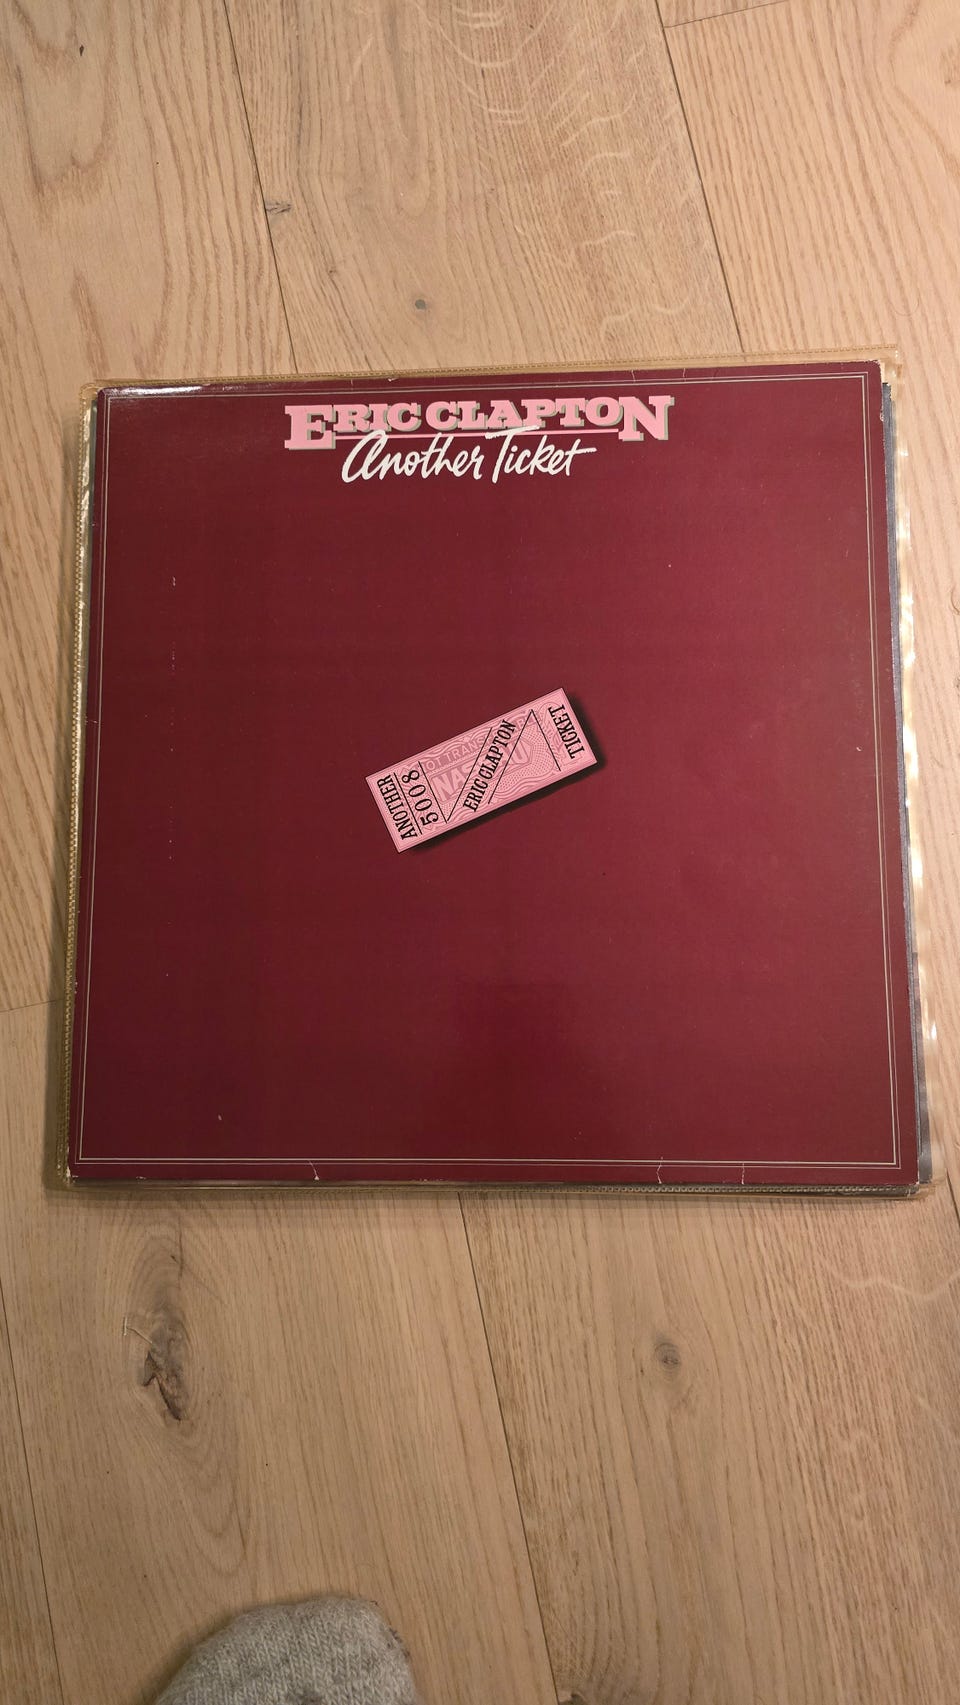 ERIC CLAPTON
Another Ticket
ANOTHER
5008
ERIC CLAPTON
TICKET